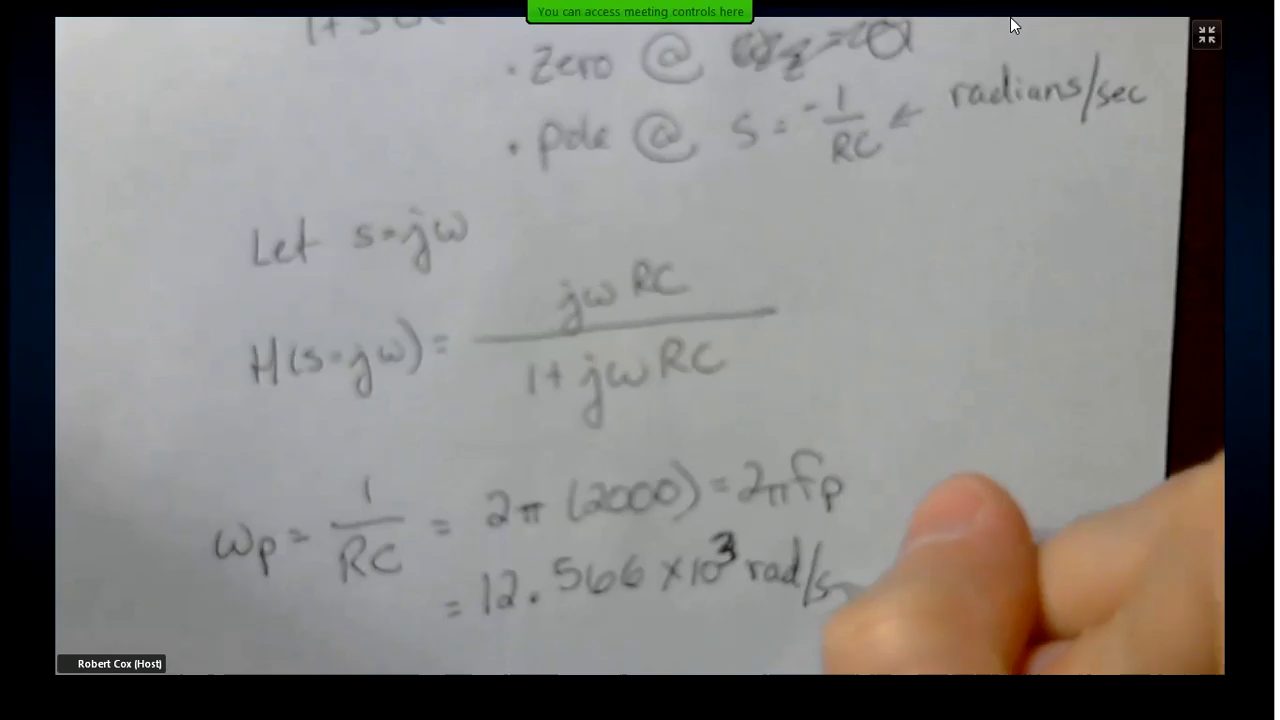 You can access meeting controls here
1 + s
• Zero @
• pole @ s = -1/RC ← radians/sec
Let s=jω
H(s=jω) = jωRC / 1+jωRC
ωp = 1/RC = 2π (2000) = 2πfp
= 12.566 ×10³ rad/s
Robert Cox (Host)